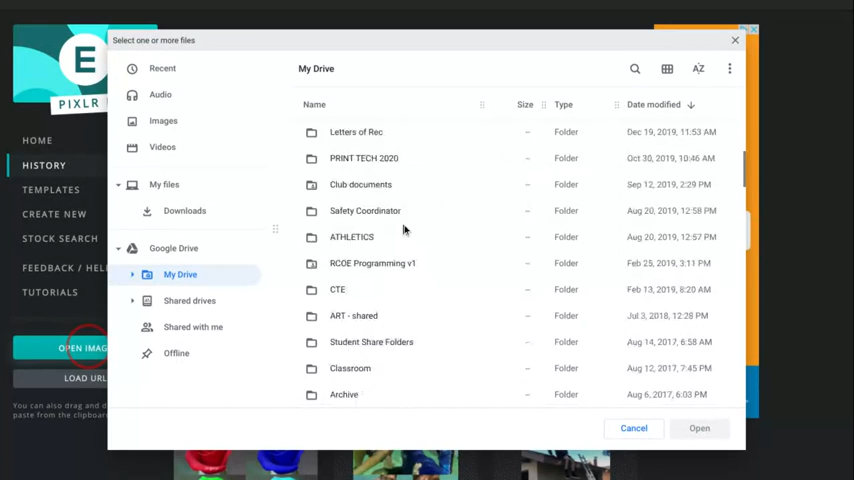 Select one or more files
E
PIXLR
HOME
HISTORY
TEMPLATES
CREATE NEW
STOCK SEARCH
FEEDBACK / HEL
TUTORIALS
OPEN IMAG
LOAD URL
You can also drag and d
paste from the clipboard
Recent
Audio
Images
Videos
My files
Downloads
Google Drive
My Drive
Shared drives
Shared with me
Offline
My Drive
AZ
Name Size Type Date modified
Letters of Rec – Folder Dec 19, 2019, 11:53 AM
PRINT TECH 2020 – Folder Oct 30, 2019, 10:46 AM
Club documents – Folder Sep 12, 2019, 2:29 PM
Safety Coordinator – Folder Aug 20, 2019, 12:58 PM
ATHLETICS – Folder Aug 20, 2019, 12:57 PM
RCOE Programming v1 – Folder Feb 25, 2019, 3:11 PM
CTE – Folder Feb 13, 2019, 8:20 AM
ART - shared – Folder Jul 3, 2018, 12:28 PM
Student Share Folders – Folder Aug 14, 2017, 6:58 AM
Classroom – Folder Aug 12, 2017, 7:45 PM
Archive – Folder Aug 6, 2017, 6:03 PM
Cancel Open